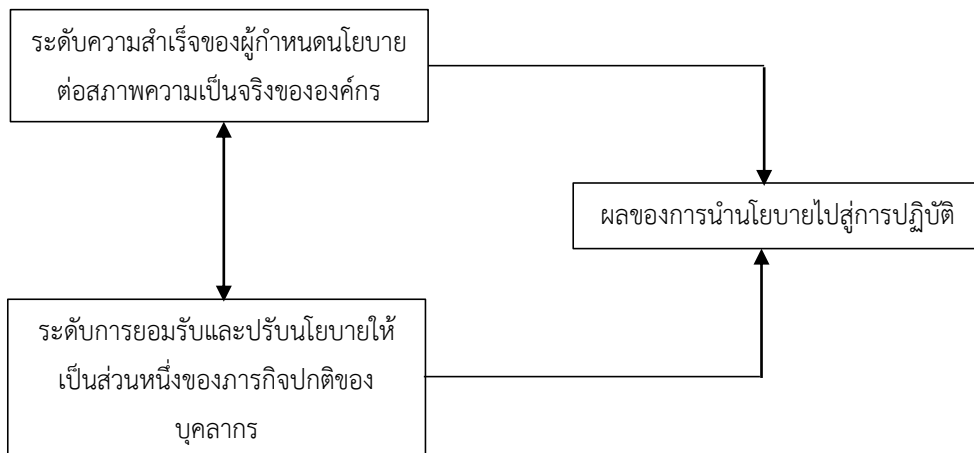 ระดับความสำเร็จของผู้กำหนดนโยบาย
ต่อสภาพความเป็นจริงขององค์กร
ผลของการนำนโยบายไปสู่การปฏิบัติ
ระดับการยอมรับและปรับนโยบายให้
เป็นส่วนหนึ่งของภารกิจปกติของ
บุคลากร